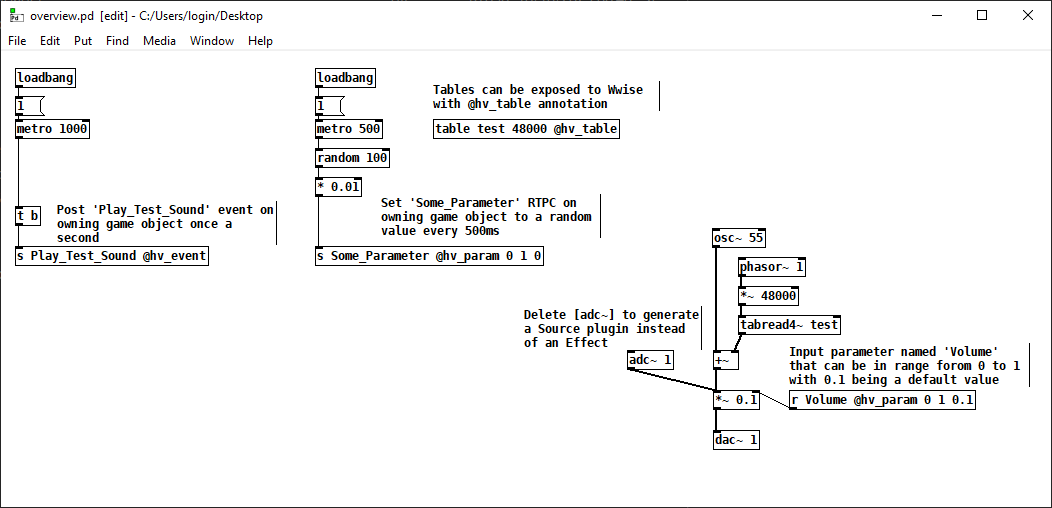 overview.pd [edit] - C:/Users/login/Desktop
File Edit Put Find Media Window Help
loadbang
1
metro 1000
t b
Post 'Play_Test_Sound' event on
owning game object once a
second
s Play_Test_Sound @hv_event
loadbang
1
metro 500
random 100
* 0.01
Set 'Some_Parameter' RTPC on
owning game object to a random
value every 500ms
s Some_Parameter @hv_param 0 1 0
Tables can be exposed to Wwise
with @hv_table annotation
table test 48000 @hv_table
osc~ 55
phasor~ 1
*~ 48000
tabread4~ test
Delete [adc~] to generate
a Source plugin instead
of an Effect
adc~ 1
+~
Input parameter named 'Volume'
that can be in range forom 0 to 1
with 0.1 being a default value
*~ 0.1
r Volume @hv_param 0 1 0.1
dac~ 1